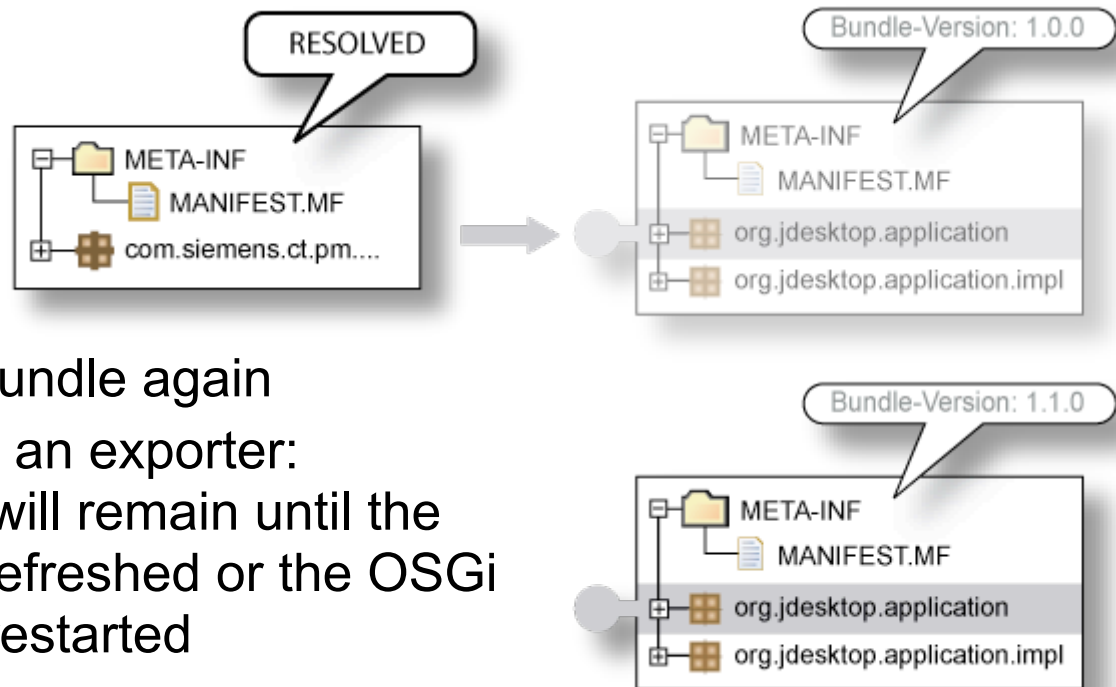 RESOLVED
META-INF
MANIFEST.MF
com.siemens.ct.pm....
Bundle-Version: 1.0.0
META-INF
MANIFEST.MF
org.jdesktop.application
org.jdesktop.application.impl
undle again
an exporter:
will remain until the
efreshed or the OSGi
estarted
Bundle-Version: 1.1.0
META-INF
MANIFEST.MF
org.jdesktop.application
org.jdesktop.application.impl